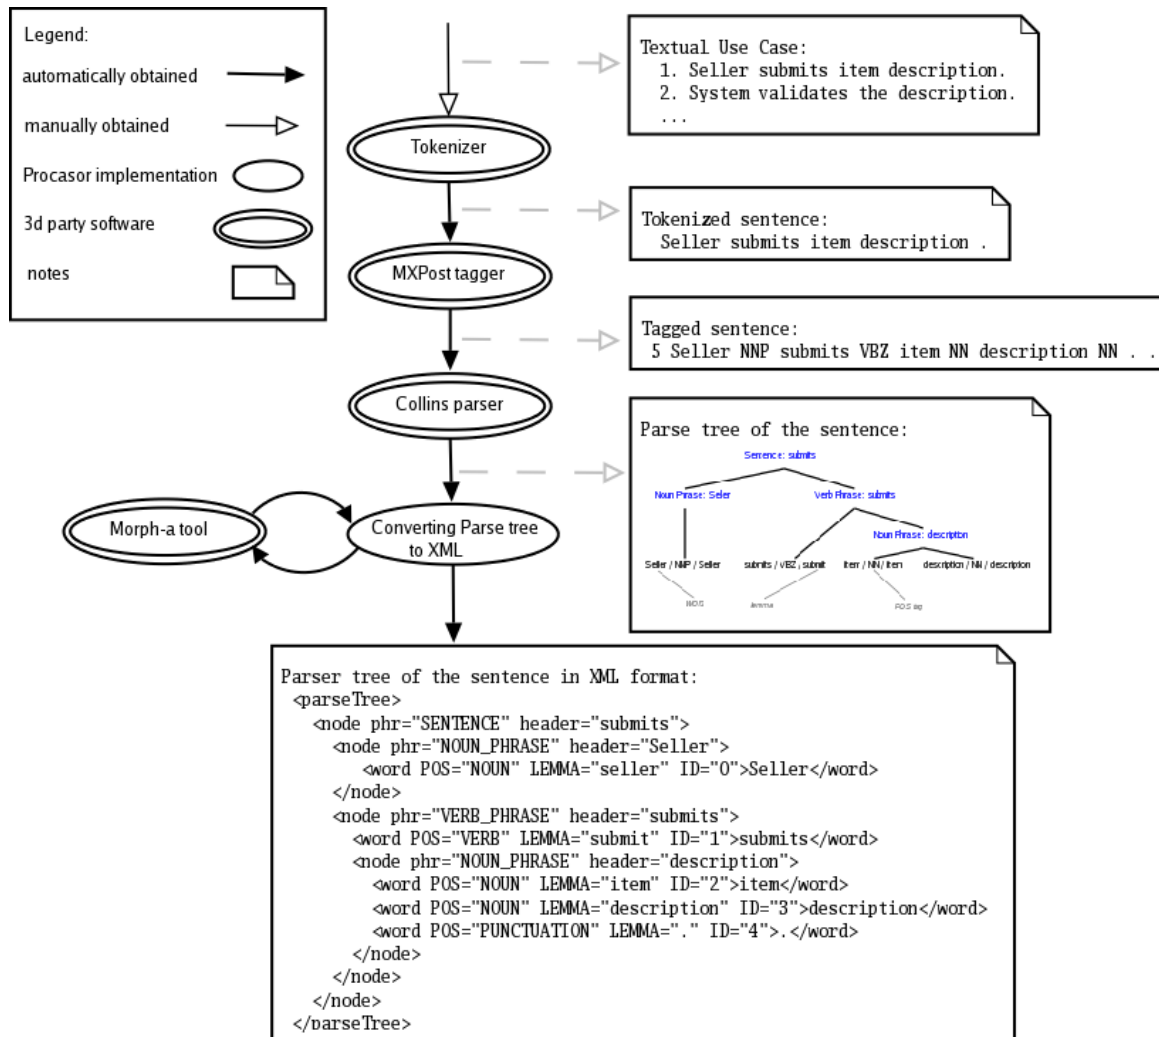 Legend:
automatically obtained
manually obtained
Procasor implementation
3d party software
notes
Tokenizer
MXPost tagger
Collins parser
Morph-a tool
Converting Parse tree
to XML
Textual Use Case:
1. Seller submits item description.
2. System validates the description.
...
Tokenized sentence:
Seller submits item description .
Tagged sentence:
5 Seller NNP submits VBZ item NN description NN . .
Parse tree of the sentence:
Sentence: submits
Noun Phrase: Seller
Verb Phrase: submits
Noun Phrase: description
Seller / NNP / Seller
submits / VBZ / submit
item / NN / item
description / NN / description
lemma
POS tag
Parser tree of the sentence in XML format:
<parseTree>
<node phr="SENTENCE" header="submits">
<node phr="NOUN_PHRASE" header="Seller">
<word POS="NOUN" LEMMA="seller" ID="0">Seller</word>
</node>
<node phr="VERB_PHRASE" header="submits">
<word POS="VERB" LEMMA="submit" ID="1">submits</word>
<node phr="NOUN_PHRASE" header="description">
<word POS="NOUN" LEMMA="item" ID="2">item</word>
<word POS="NOUN" LEMMA="description" ID="3">description</word>
<word POS="PUNCTUATION" LEMMA="." ID="4">.</word>
</node>
</node>
</node>
</parseTree>